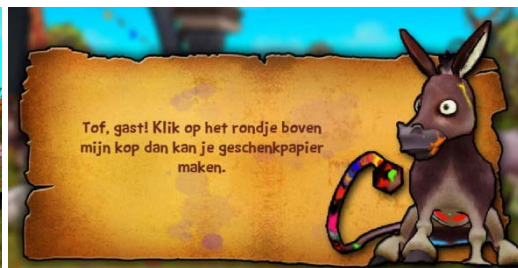 Tof, gast! Klik op het rondje boven
mijn kop dan kan je geschenkpapier
maken.